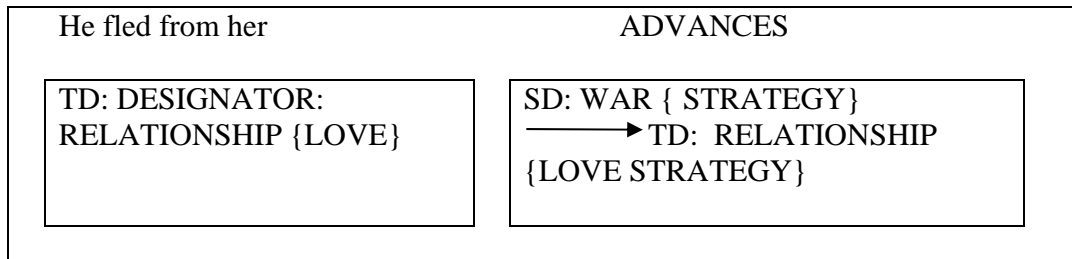 He fled from her ADVANCES
TD: DESIGNATOR:
RELATIONSHIP {LOVE}
SD: WAR { STRATEGY}
TD: RELATIONSHIP
{LOVE STRATEGY}